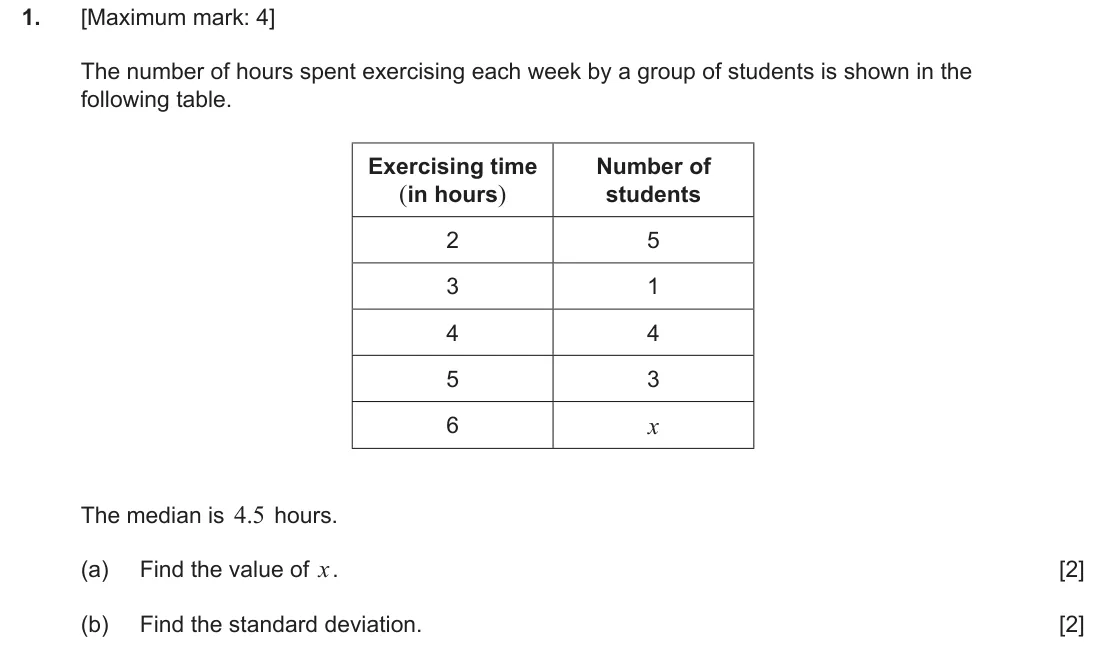 1. [Maximum mark: 4]
The number of hours spent exercising each week by a group of students is shown in the
following table.
Exercising time (in hours) Number of students
2 5
3 1
4 4
5 3
6 x
The median is 4.5 hours.
(a) Find the value of x. [2]
(b) Find the standard deviation. [2]